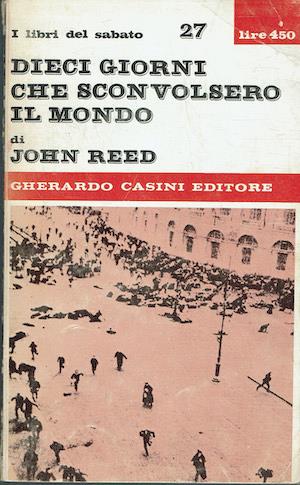 I libri del sabato 27 lire 450
DIECI GIORNI
CHE SCONVOLSERO
IL MONDO
di
JOHN REED
GHERARDO CASINI EDITORE